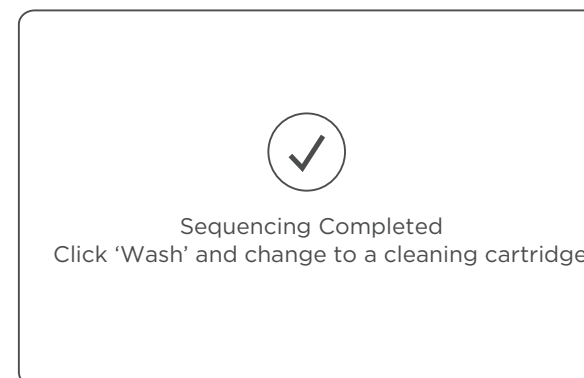 Sequencing Completed
Click ‘Wash’ and change to a cleaning cartridge